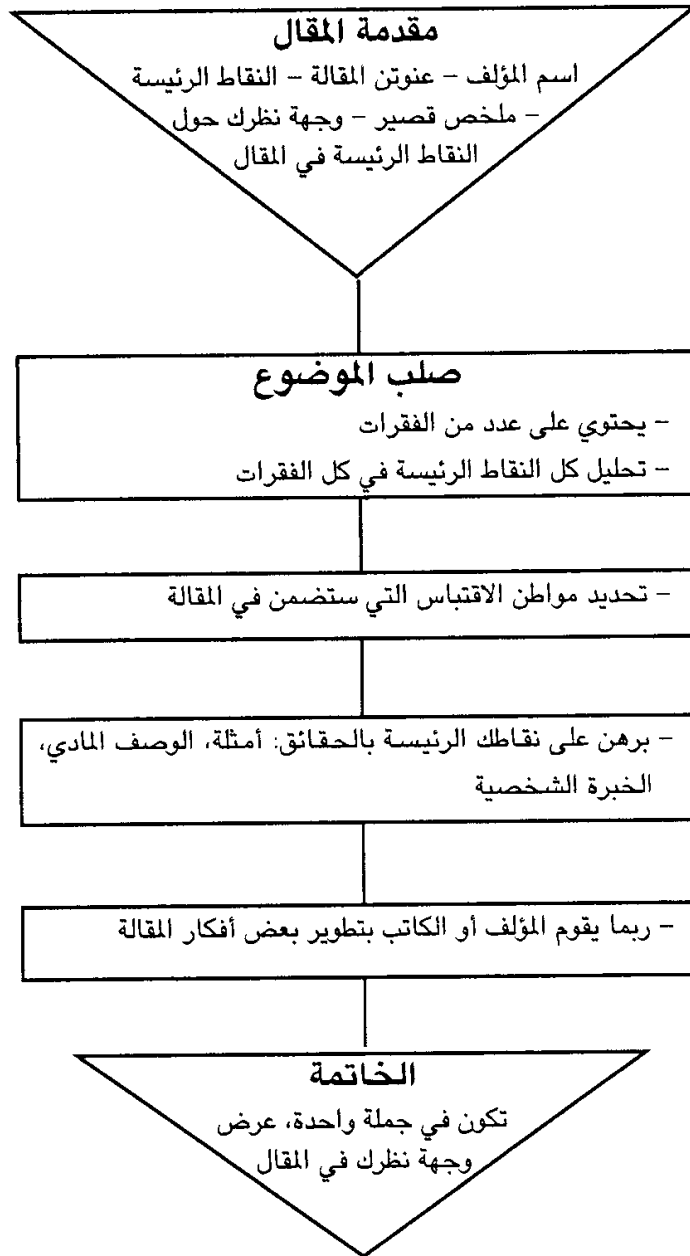 مقدمة المقال
اسم المؤلف – عنوتن المقالة – النقاط الرئيسة
– ملخص قصير – وجهة نظرك حول
النقاط الرئيسة في المقال
صلب الموضوع
– يحتوي على عدد من الفقرات
– تحليل كل النقاط الرئيسة في كل الفقرات
– تحديد مواطن الاقتباس التي ستضمن في المقالة
– برهن على نقاطك الرئيسة بالحقائق: أمثلة، الوصف المادي،
الخبرة الشخصية
– ربما يقوم المؤلف أو الكاتب بتطوير بعض أفكار المقالة
الخاتمة
تكون في جملة واحدة، عرض
وجهة نظرك في المقال